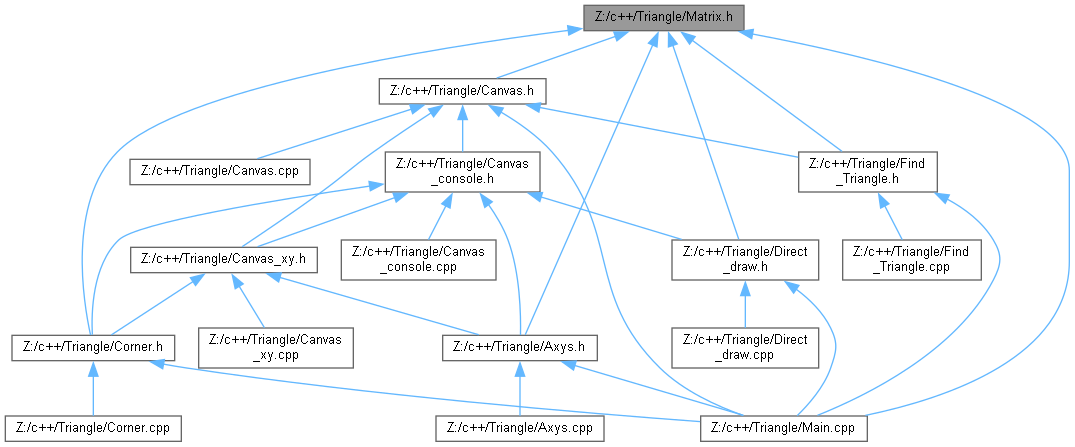 Z:/c++/Triangle/Matrix.h
Z:/c++/Triangle/Canvas.h
Z:/c++/Triangle/Canvas.cpp
Z:/c++/Triangle/Canvas
_console.h
Z:/c++/Triangle/Find
_Triangle.h
Z:/c++/Triangle/Canvas_xy.h
Z:/c++/Triangle/Canvas
_console.cpp
Z:/c++/Triangle/Direct
_draw.h
Z:/c++/Triangle/Find
_Triangle.cpp
Z:/c++/Triangle/Corner.h
Z:/c++/Triangle/Canvas
_xy.cpp
Z:/c++/Triangle/Axys.h
Z:/c++/Triangle/Direct
_draw.cpp
Z:/c++/Triangle/Corner.cpp
Z:/c++/Triangle/Axys.cpp
Z:/c++/Triangle/Main.cpp